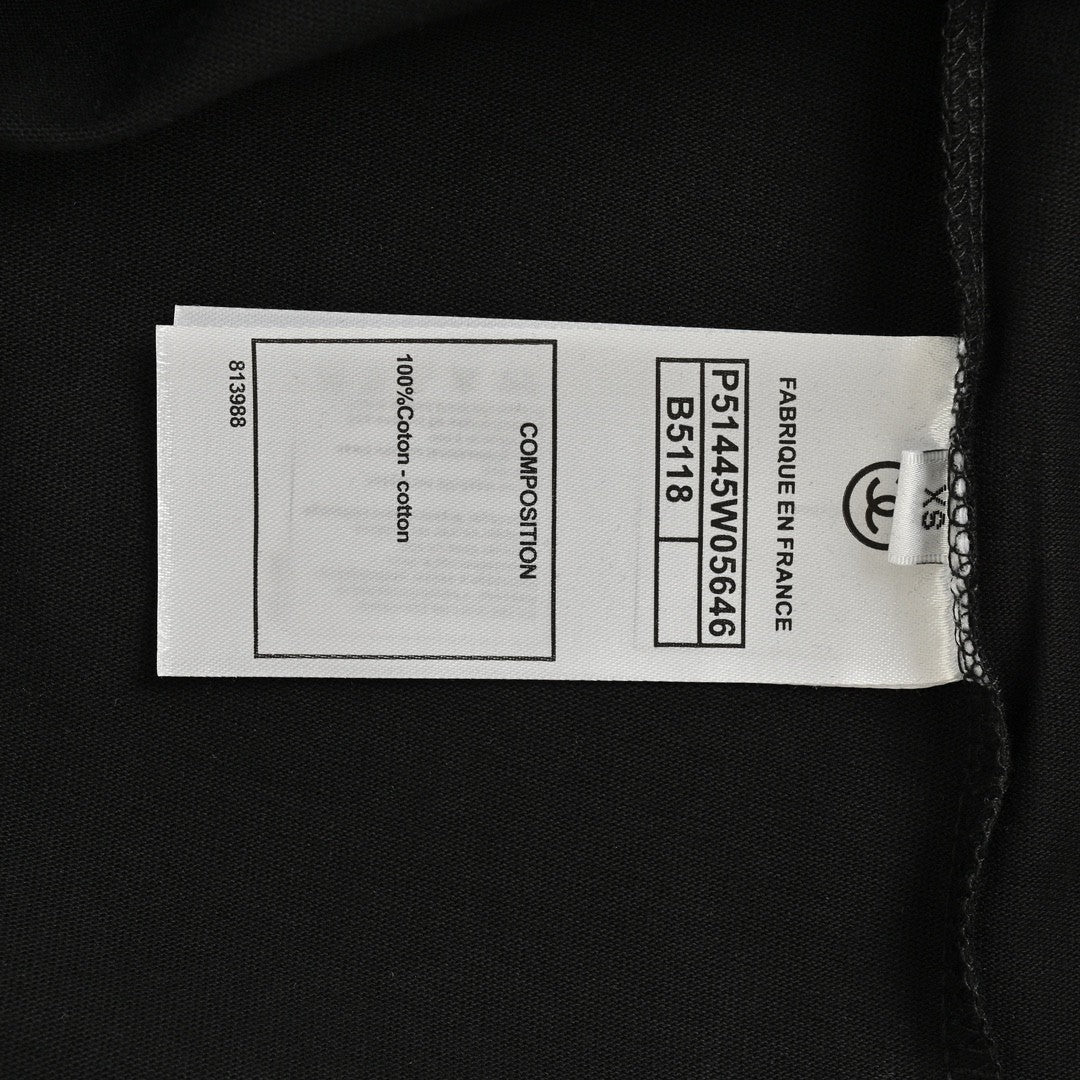 XS
FABRIQUE EN FRANCE
P51445W05646
B5118
COMPOSITION
100%Coton - cotton
813988